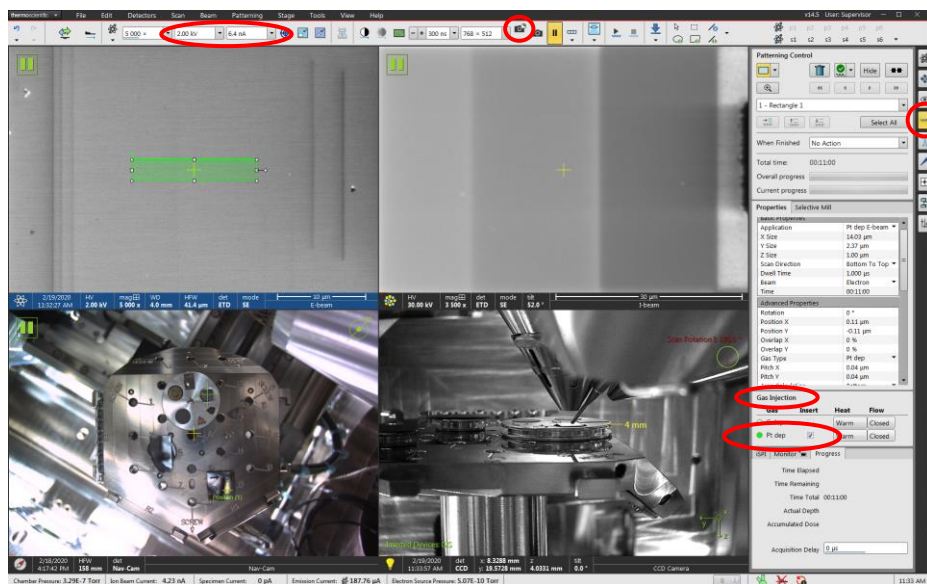 thermoscientific
File Edit Detectors Scan Beam Patterning Stage Tools View Help
v14.5 User: Supervisor
5 000 × 2.00 kV 6.4 nA 300 ns 768 × 512
s1 s2 s3 s4 s5 s6
Patterning Control
Hide
1 - Rectangle 1
Select All
When Finished No Action
Total time: 00:11:00
Overall progress
Current progress
Properties Selective Mill
Basic Properties
Application Pt dep E-beam
X Size 14.03 µm
Y Size 2.37 µm
Z Size 1.00 µm
Scan Direction Bottom To Top
Dwell Time 1.000 µs
Beam Electron
Time 00:11:00
Advanced Properties
Rotation 0 °
Position X 0.11 µm
Position Y -0.11 µm
Overlap X 0 %
Overlap Y 0 %
Gas Type Pt dep
Pitch X 0.04 µm
Pitch Y 0.04 µm
Gas Injection
Gas Insert Heat Flow
Warm Closed
Pt dep Warm Closed
iSPI Monitor Progress
Time Elapsed
Time Remaining
Time Total 00:11:00
Actual Depth
Accumulated Dose
Acquisition Delay 0 µs
2/19/2020 HV mag WD HFW det mode 10 µm
11:32:27 AM 2.00 kV 5 000 x 4.0 mm 41.4 µm ETD SE E-beam
HV mag det mode tilt 30 µm
30.00 kV 3 500 x ETD SE 52.0 ° I-beam
4 mm
2/18/2020 HFW det
4:17:42 PM 158 mm Nav-Cam Nav-Cam
2/19/2020 det x: 8.3288 mm z tilt
11:33:57 AM CCD y: 19.5728 mm 4.0331 mm 0.0 ° CCD Camera
Chamber Pressure: 3.29E-7 Torr Ion Beam Current: 4.23 nA Specimen Current: 0 pA Emission Current: 187.76 µA Electron Source Pressure: 5.07E-10 Torr
11:33 AM